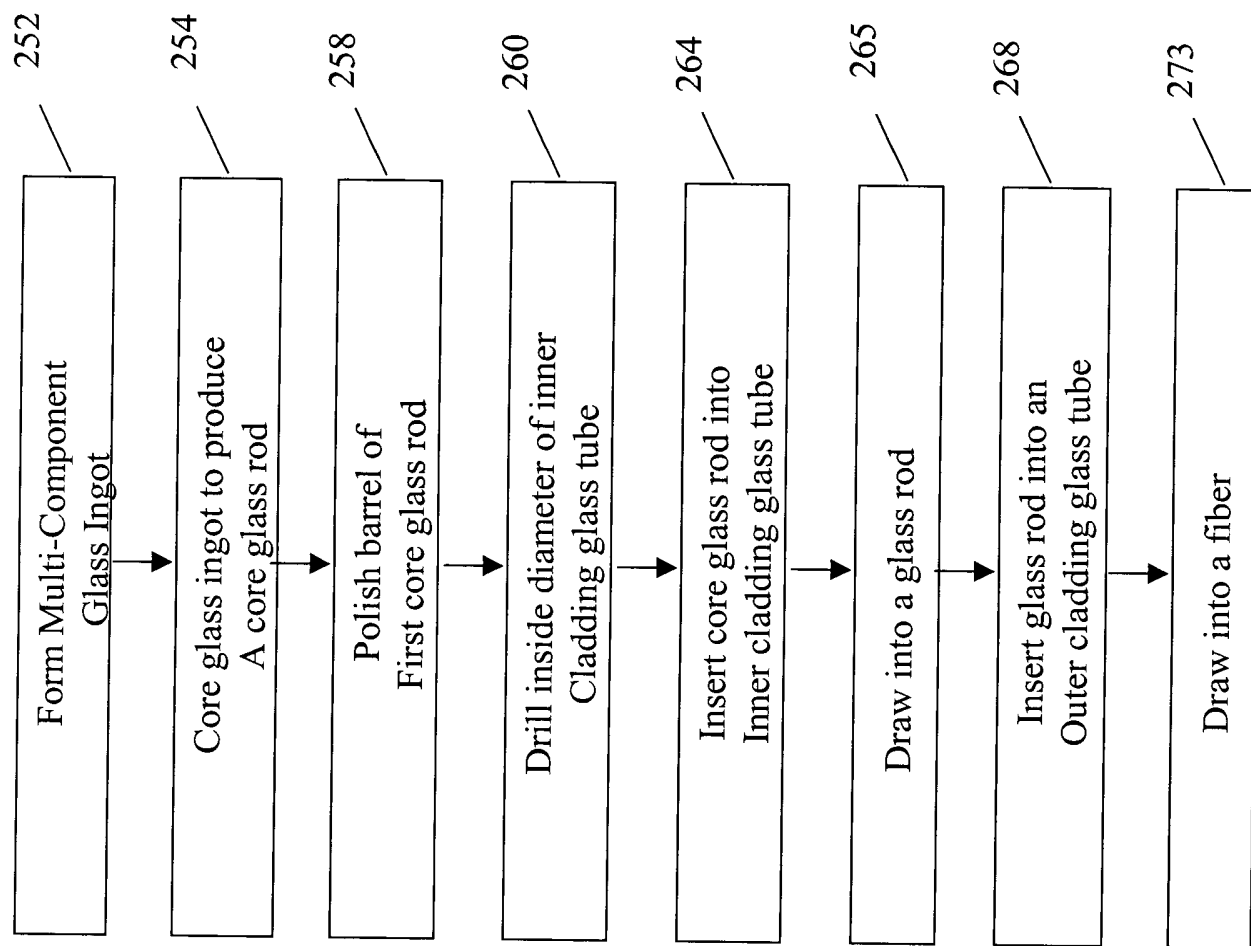 Form Multi-Component
Glass Ingot
252
Core glass ingot to produce
A core glass rod
254
Polish barrel of
First core glass rod
258
Drill inside diameter of inner
Cladding glass tube
260
Insert core glass rod into
Inner cladding glass tube
264
Draw into a glass rod
265
Insert glass rod into an
Outer cladding glass tube
268
Draw into a fiber
273